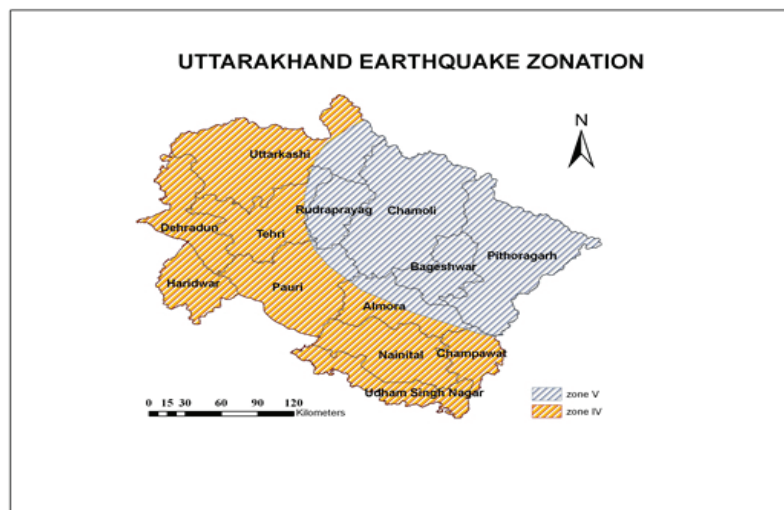 UTTARAKHAND EARTHQUAKE ZONATION
N
Uttarkashi
Rudraprayag
Chamoli
Dehradun
Tehri
Bageshwar
Pithoragarh
Haridwar
Pauri
Almora
Nainital
Champawat
Udham Singh Nagar
0 15 30 60 90 120
Kilometers
zone V
zone IV